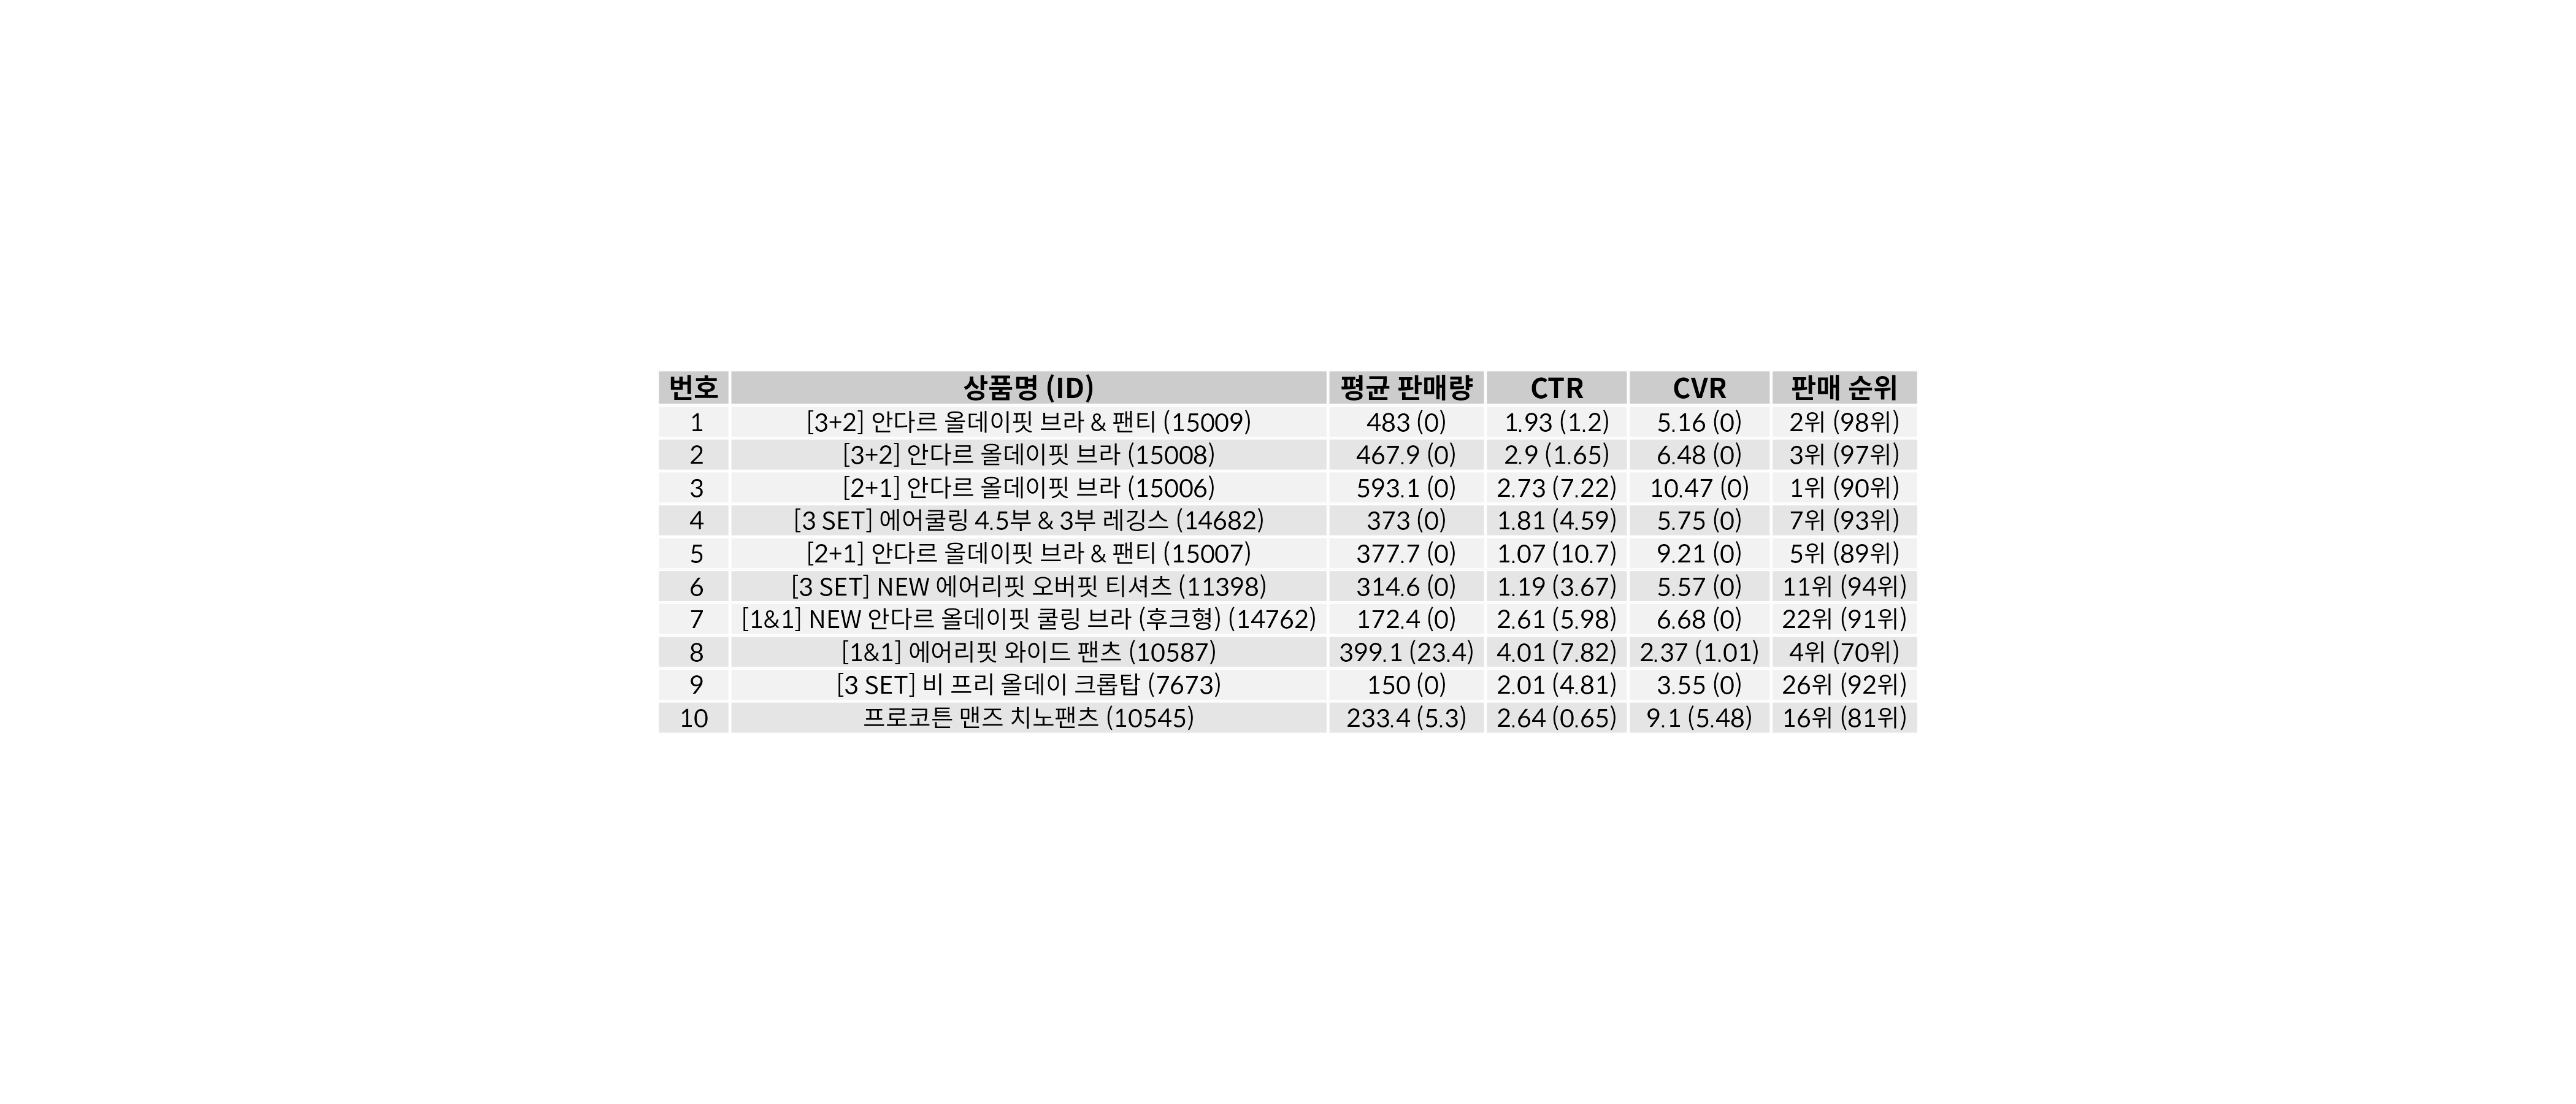 번호 상품명 (ID) 평균 판매량 CTR CVR 판매 순위
1 [3+2] 안다르 올데이핏 브라 & 팬티 (15009) 483 (0) 1.93 (1.2) 5.16 (0) 2위 (98위)
2 [3+2] 안다르 올데이핏 브라 (15008) 467.9 (0) 2.9 (1.65) 6.48 (0) 3위 (97위)
3 [2+1] 안다르 올데이핏 브라 (15006) 593.1 (0) 2.73 (7.22) 10.47 (0) 1위 (90위)
4 [3 SET] 에어쿨링 4.5부 & 3부 레깅스 (14682) 373 (0) 1.81 (4.59) 5.75 (0) 7위 (93위)
5 [2+1] 안다르 올데이핏 브라 & 팬티 (15007) 377.7 (0) 1.07 (10.7) 9.21 (0) 5위 (89위)
6 [3 SET] NEW 에어리핏 오버핏 티셔츠 (11398) 314.6 (0) 1.19 (3.67) 5.57 (0) 11위 (94위)
7 [1&1] NEW 안다르 올데이핏 쿨링 브라 (후크형) (14762) 172.4 (0) 2.61 (5.98) 6.68 (0) 22위 (91위)
8 [1&1] 에어리핏 와이드 팬츠 (10587) 399.1 (23.4) 4.01 (7.82) 2.37 (1.01) 4위 (70위)
9 [3 SET] 비 프리 올데이 크롭탑 (7673) 150 (0) 2.01 (4.81) 3.55 (0) 26위 (92위)
10 프로코튼 맨즈 치노팬츠 (10545) 233.4 (5.3) 2.64 (0.65) 9.1 (5.48) 16위 (81위)